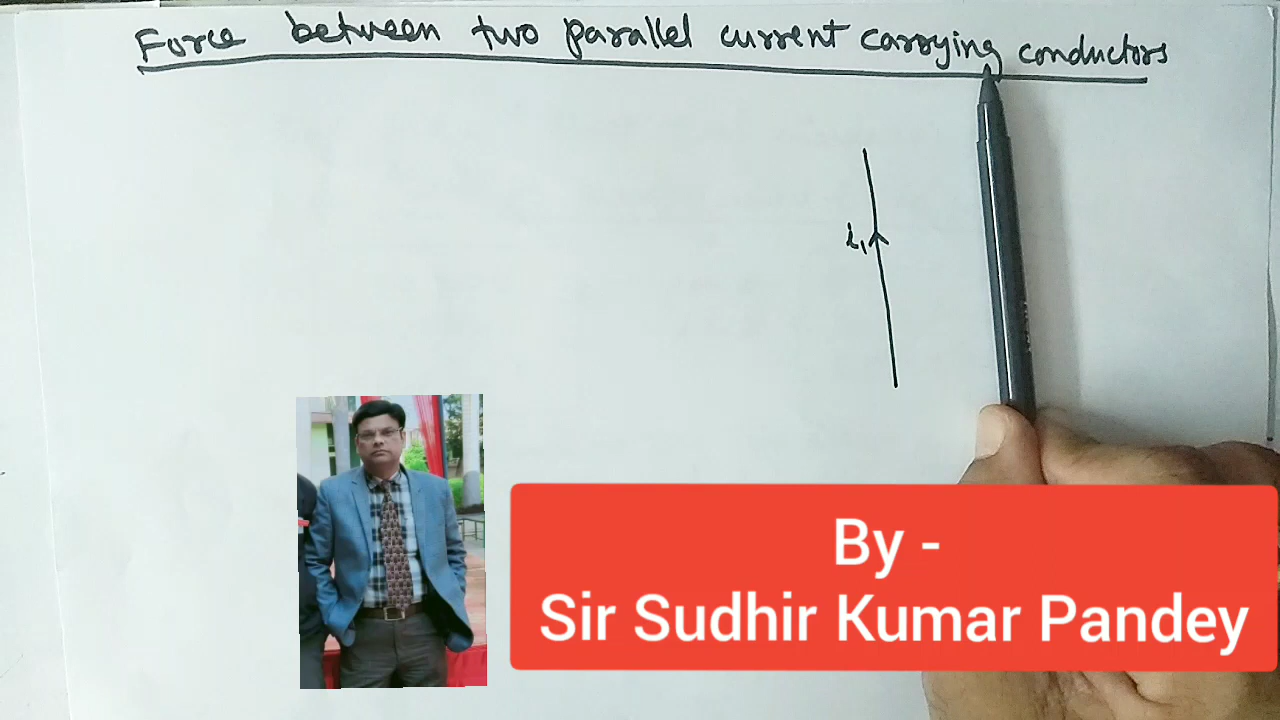 Force between two parallel current carrying conductors
i₁
By -
Sir Sudhir Kumar Pandey